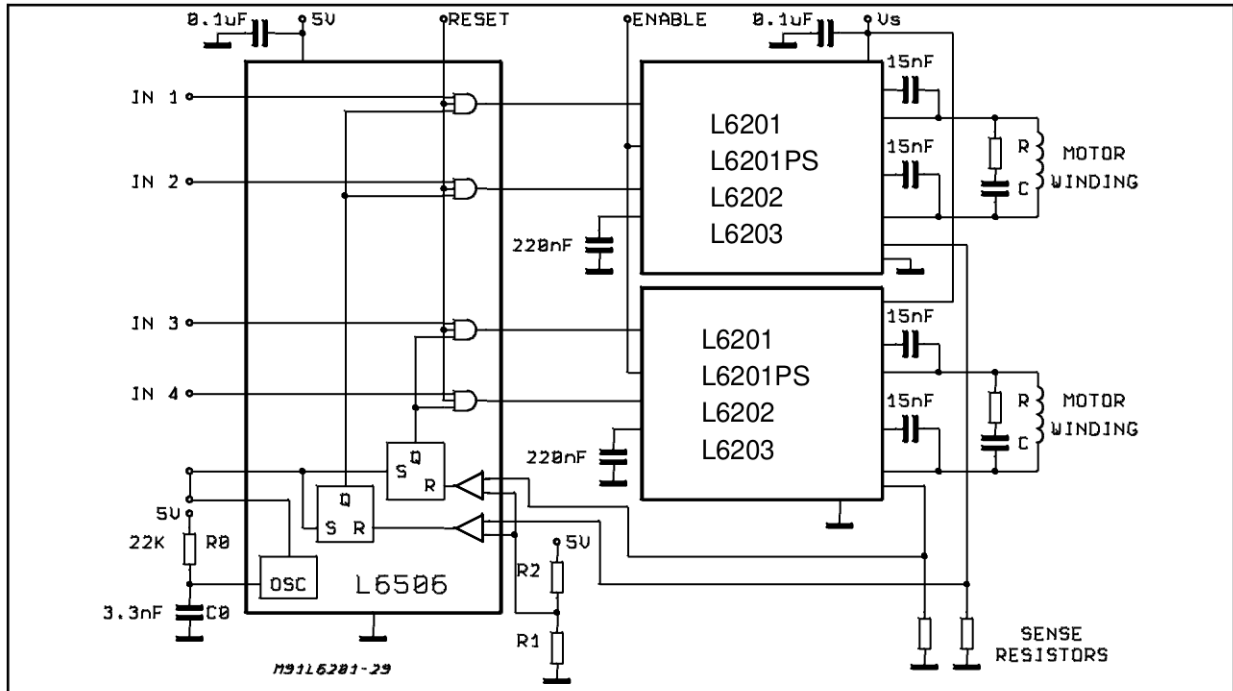 0.1uF 5V RESET ENABLE 0.1uF Vs
15nF
IN 1
L6201
L6201PS
L6202
L6203
15nF
R
C
MOTOR
WINDING
IN 2
220nF
IN 3
15nF
L6201
L6201PS
L6202
L6203
IN 4
15nF
R
C
MOTOR
WINDING
220nF
Q
S
R
Q
S R
5V
22K R0
OSC
L6506
5V
R2
3.3nF C0
R1
SENSE
RESISTORS
M91L6201-29